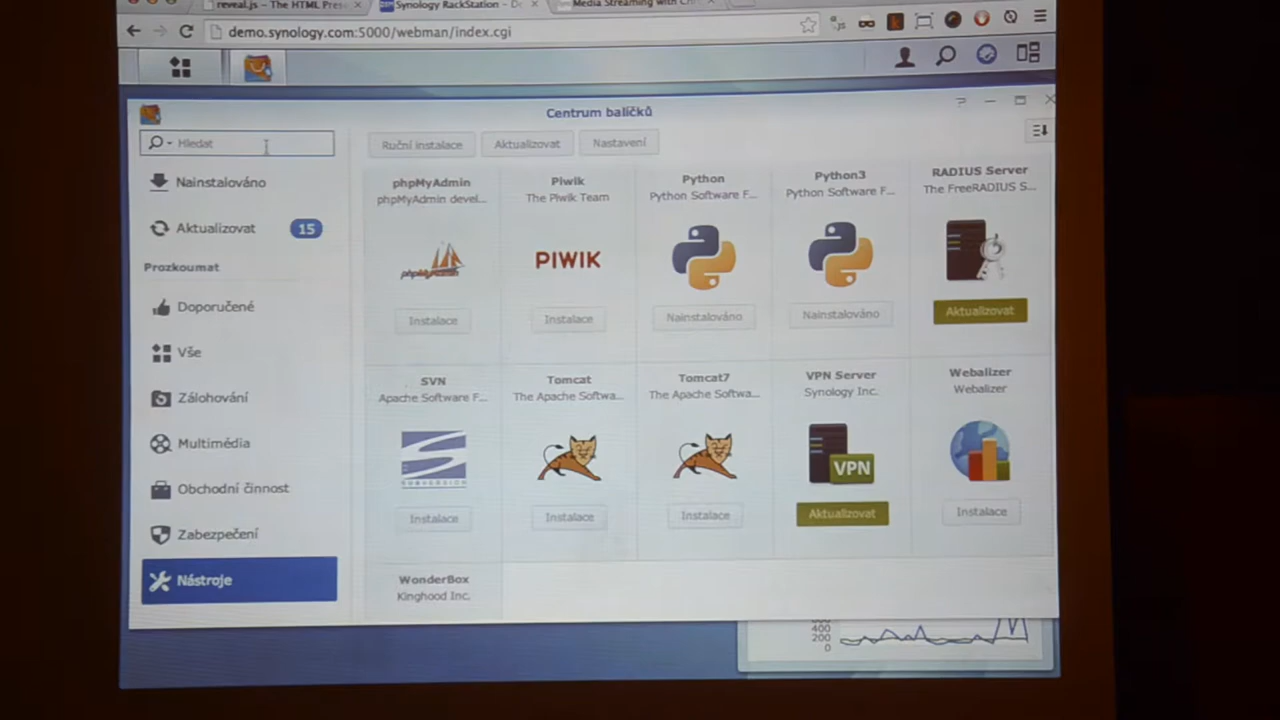 reveal.js – The HTML Pres
Synology RackStation - D
Media Streaming with Ch
demo.synology.com:5000/webman/index.cgi
Centrum balíčků
Hledat
Ruční instalace
Aktualizovat
Nastavení
Nainstalováno
Aktualizovat
15
Prozkoumat
Doporučené
Vše
Zálohování
Multimédia
Obchodní činnost
Zabezpečení
Nástroje
phpMyAdmin
phpMyAdmin devel...
phpMyAdmin
Instalace
Piwik
The Piwik Team
PIWIK
Instalace
Python
Python Software F...
Nainstalováno
Python3
Python Software F...
Nainstalováno
RADIUS Server
The FreeRADIUS S...
Aktualizovat
SVN
Apache Software F...
SUBVERSION
Instalace
Tomcat
The Apache Softwa...
Instalace
Tomcat7
The Apache Softwa...
Instalace
VPN Server
Synology Inc.
VPN
Aktualizovat
Webalizer
Webalizer
Instalace
WonderBox
Kinghood Inc.
400
200
0